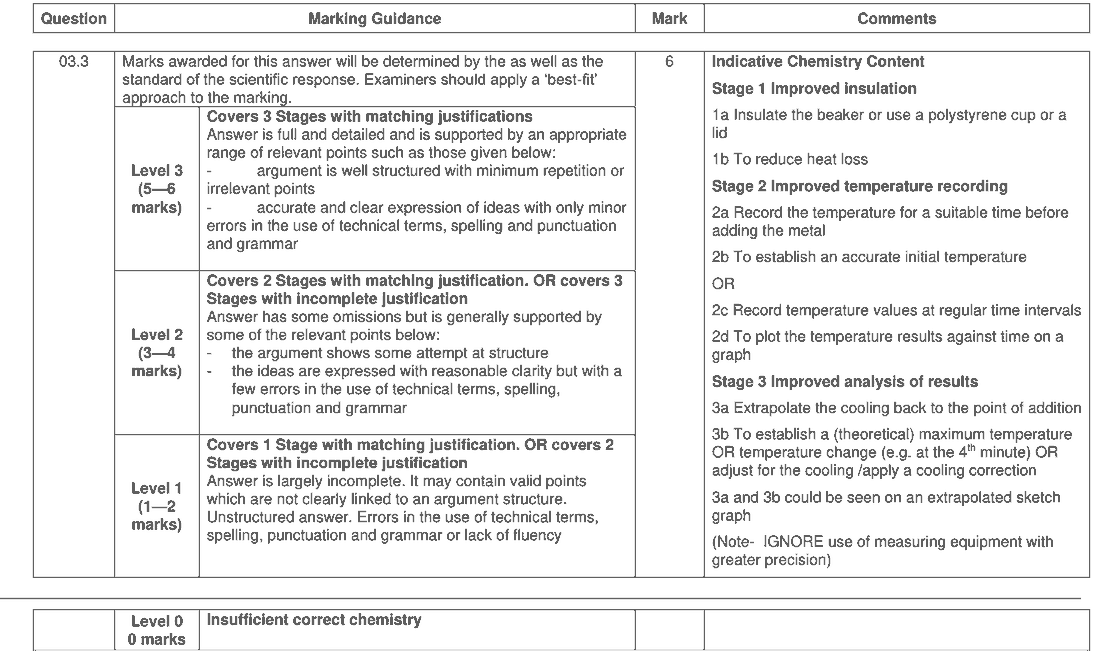 Question Marking Guidance Mark Comments
03.3
Marks awarded for this answer will be determined by the as well as the
standard of the scientific response. Examiners should apply a ‘best-fit’
approach to the marking.
Level 3
(5—6
marks)
Covers 3 Stages with matching justifications
Answer is full and detailed and is supported by an appropriate
range of relevant points such as those given below:
- argument is well structured with minimum repetition or
irrelevant points
- accurate and clear expression of ideas with only minor
errors in the use of technical terms, spelling and punctuation
and grammar
Level 2
(3—4
marks)
Covers 2 Stages with matching justification. OR covers 3
Stages with incomplete justification
Answer has some omissions but is generally supported by
some of the relevant points below:
- the argument shows some attempt at structure
- the ideas are expressed with reasonable clarity but with a
few errors in the use of technical terms, spelling,
punctuation and grammar
Level 1
(1—2
marks)
Covers 1 Stage with matching justification. OR covers 2
Stages with incomplete justification
Answer is largely incomplete. It may contain valid points
which are not clearly linked to an argument structure.
Unstructured answer. Errors in the use of technical terms,
spelling, punctuation and grammar or lack of fluency
6
Indicative Chemistry Content
Stage 1 Improved insulation
1a Insulate the beaker or use a polystyrene cup or a
lid
1b To reduce heat loss
Stage 2 Improved temperature recording
2a Record the temperature for a suitable time before
adding the metal
2b To establish an accurate initial temperature
OR
2c Record temperature values at regular time intervals
2d To plot the temperature results against time on a
graph
Stage 3 Improved analysis of results
3a Extrapolate the cooling back to the point of addition
3b To establish a (theoretical) maximum temperature
OR temperature change (e.g. at the 4th minute) OR
adjust for the cooling /apply a cooling correction
3a and 3b could be seen on an extrapolated sketch
graph
(Note- IGNORE use of measuring equipment with
greater precision)
Level 0
0 marks
Insufficient correct chemistry